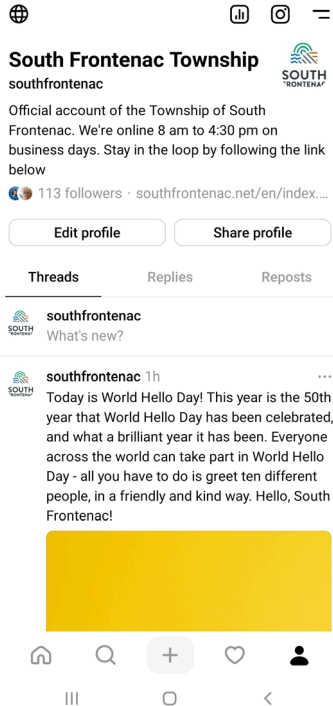 South Frontenac Township
SOUTH
FRONTENAC
southfrontenac
Official account of the Township of South
Frontenac. We're online 8 am to 4:30 pm on
business days. Stay in the loop by following the link
below
113 followers · southfrontenac.net/en/index....
Edit profile
Share profile
Threads
Replies
Reposts
SOUTH
FRONTENAC
southfrontenac
What's new?
SOUTH
FRONTENAC
southfrontenac 1h
Today is World Hello Day! This year is the 50th
year that World Hello Day has been celebrated,
and what a brilliant year it has been. Everyone
across the world can take part in World Hello
Day - all you have to do is greet ten different
people, in a friendly and kind way. Hello, South
Frontenac!